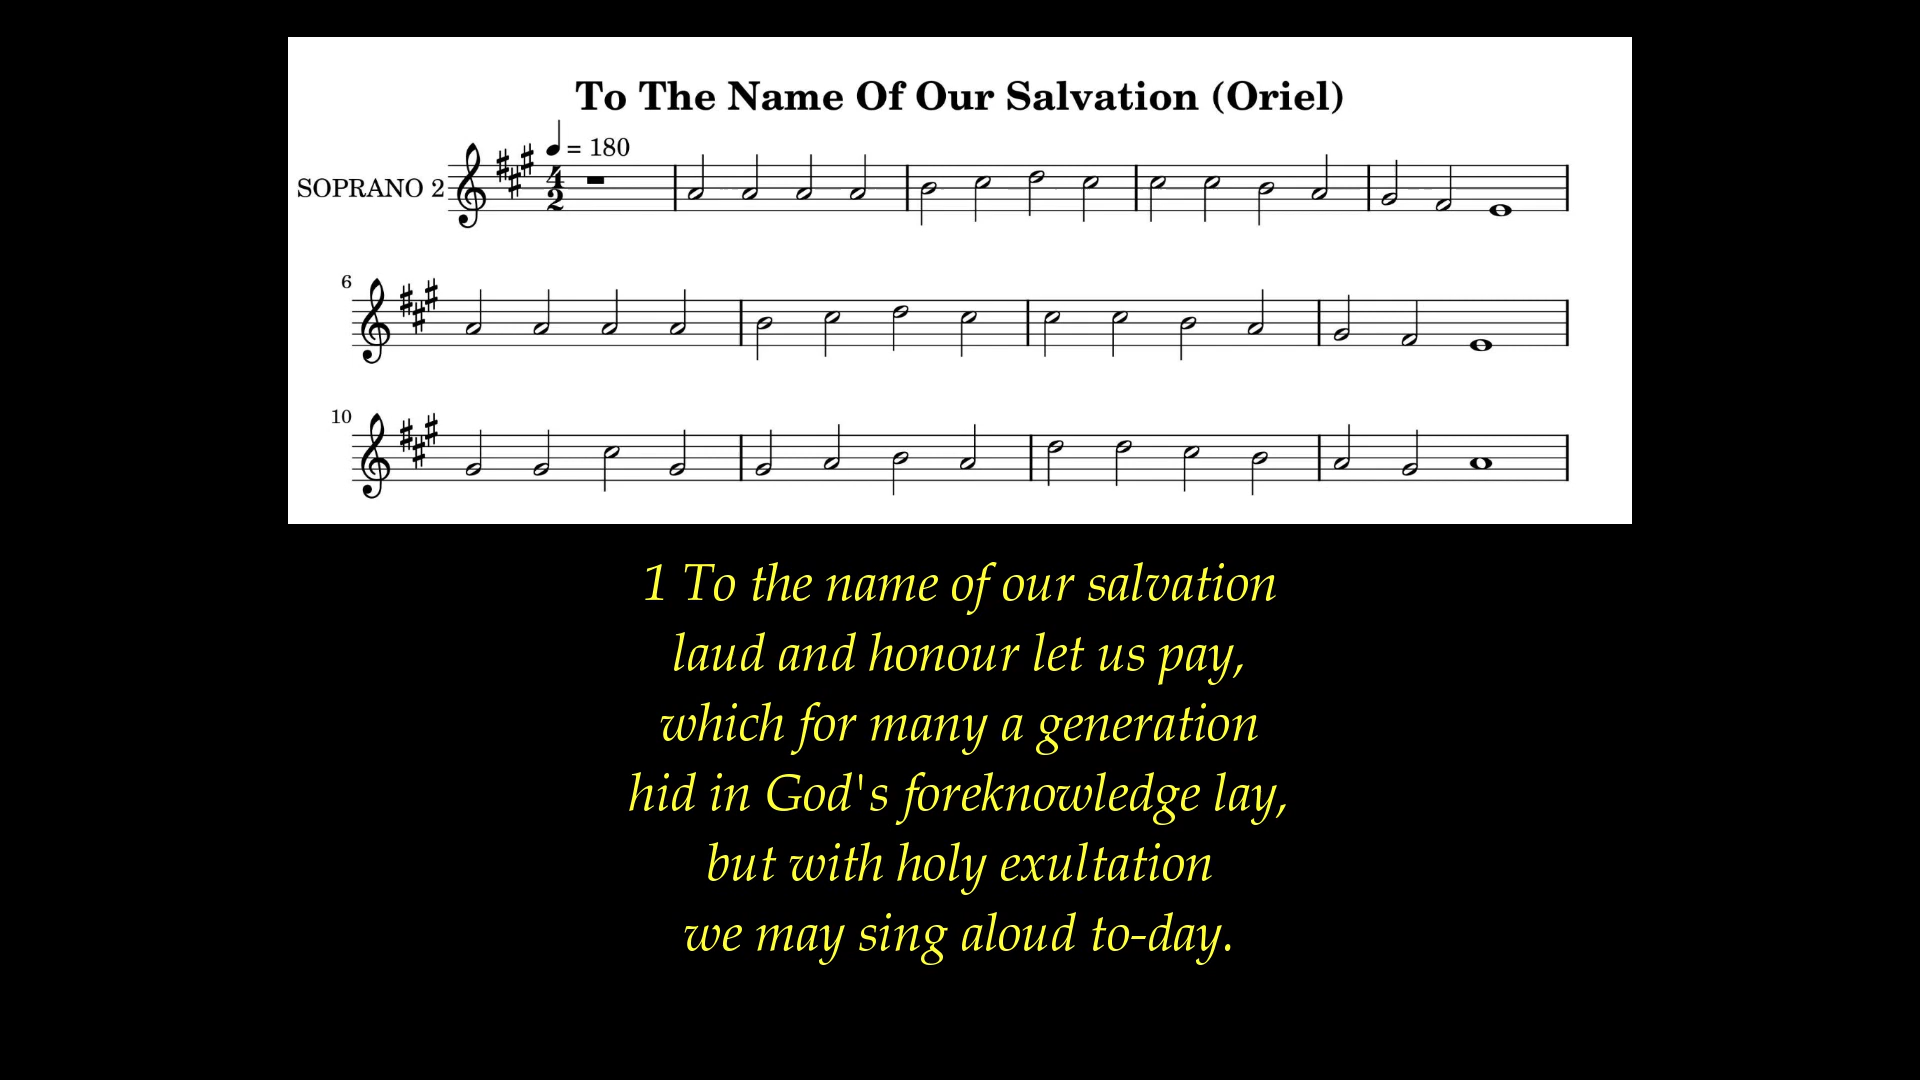 To The Name Of Our Salvation (Oriel)
= 180
SOPRANO 2
4
2
6
10
1 To the name of our salvation
laud and honour let us pay,
which for many a generation
hid in God's foreknowledge lay,
but with holy exultation
we may sing aloud to-day.